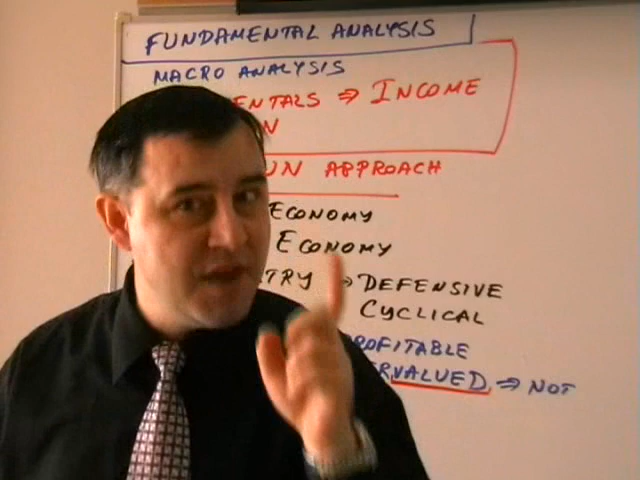 FUNDAMENTAL ANALYSIS
MACRO ANALYSIS
ENTALS ⇒ INCOME
N
UN APPROACH
ECONOMY
ECONOMY
TRY → DEFENSIVE
CYCLICAL
ROFITABLE
RVALUED ⇒ NOT